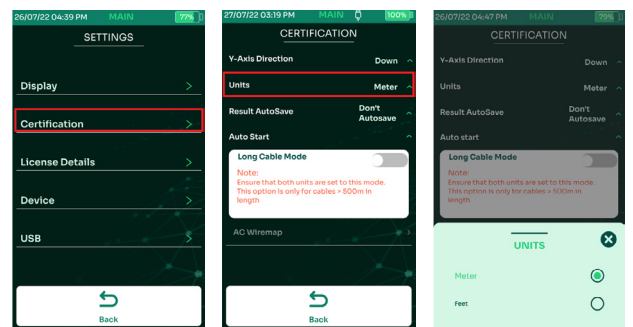 26/07/22 04:39 PM MAIN 77%
SETTINGS
Display
Certification
License Details
Device
USB
Back
27/07/22 03:19 PM MAIN 100%
CERTIFICATION
Y-Axis Direction Down
Units Meter
Result AutoSave Don't
Autosave
Auto Start
Long Cable Mode
Note:
Ensure that both units are set to this mode.
This option is only for cables > 500m in
length
AC Wiremap
Back
26/07/22 04:47 PM MAIN 79%
CERTIFICATION
Y-Axis Direction Down
Units Meter
Result AutoSave Don't
Autosave
Auto start
Long Cable Mode
Note:
Ensure that both units are set to this mode.
This option is only for cables > 500m in
length
UNITS
Meter
Feet